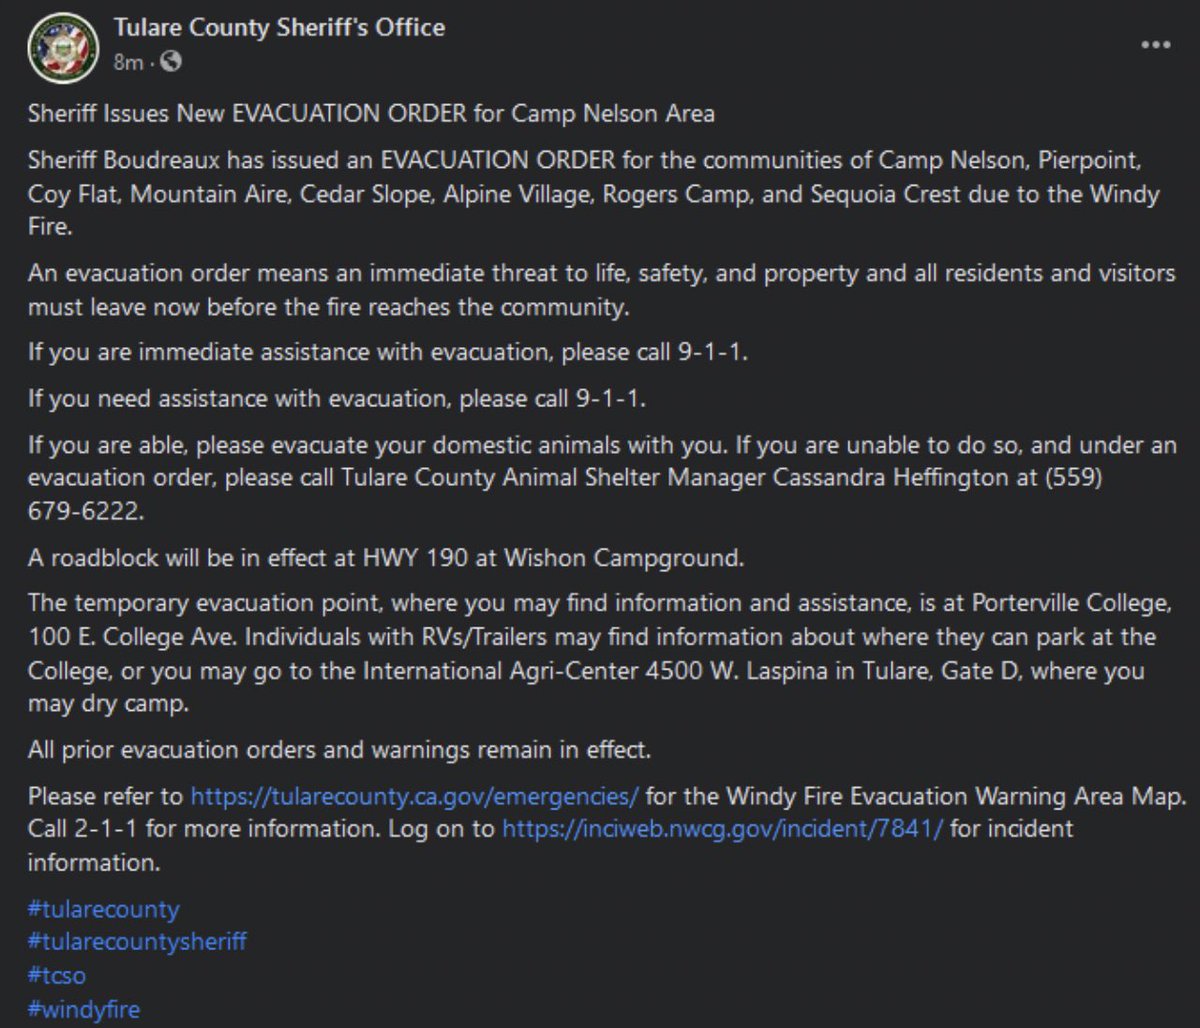 Tulare County Sheriff's Office
8m ·
Sheriff Issues New EVACUATION ORDER for Camp Nelson Area
Sheriff Boudreaux has issued an EVACUATION ORDER for the communities of Camp Nelson, Pierpoint,
Coy Flat, Mountain Aire, Cedar Slope, Alpine Village, Rogers Camp, and Sequoia Crest due to the Windy
Fire.
An evacuation order means an immediate threat to life, safety, and property and all residents and visitors
must leave now before the fire reaches the community.
If you are immediate assistance with evacuation, please call 9-1-1.
If you need assistance with evacuation, please call 9-1-1.
If you are able, please evacuate your domestic animals with you. If you are unable to do so, and under an
evacuation order, please call Tulare County Animal Shelter Manager Cassandra Heffington at (559)
679-6222.
A roadblock will be in effect at HWY 190 at Wishon Campground.
The temporary evacuation point, where you may find information and assistance, is at Porterville College,
100 E. College Ave. Individuals with RVs/Trailers may find information about where they can park at the
College, or you may go to the International Agri-Center 4500 W. Laspina in Tulare, Gate D, where you
may dry camp.
All prior evacuation orders and warnings remain in effect.
Please refer to https://tularecounty.ca.gov/emergencies/ for the Windy Fire Evacuation Warning Area Map.
Call 2-1-1 for more information. Log on to https://inciweb.nwcg.gov/incident/7841/ for incident
information.
#tularecounty
#tularecountysheriff
#tcso
#windyfire